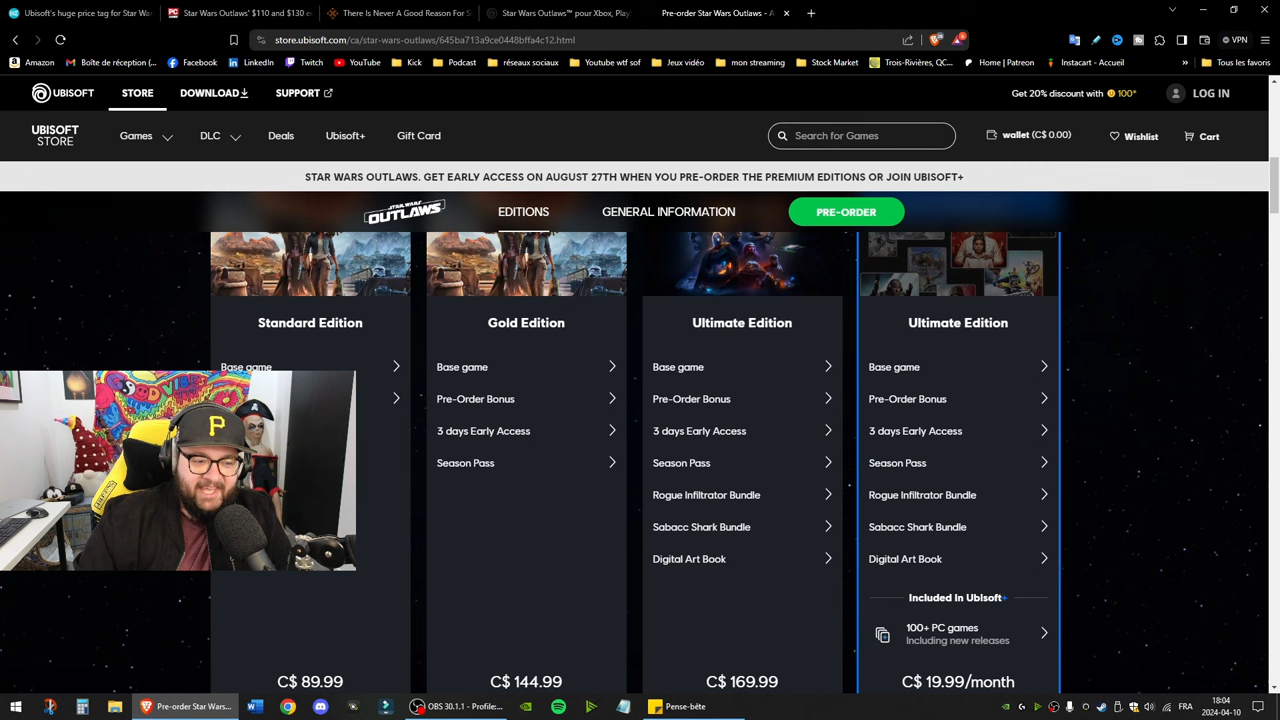 Ubisoft's huge price tag for Star War
Star Wars Outlaws' $110 and $130 e
There Is Never A Good Reason For S
Star Wars Outlaws™ pour Xbox, Play
Pre-order Star Wars Outlaws - A
store.ubisoft.com/ca/star-wars-outlaws/645ba713a9ce0448bffa4c12.html
VPN
Amazon
Boîte de réception (...
Facebook
LinkedIn
Twitch
YouTube
Kick
Podcast
réseaux sociaux
Youtube wtf sof
Jeux vidéo
mon streaming
Stock Market
Trois-Rivières, QC...
Home | Patreon
Instacart - Accueil
Tous les favoris
UBISOFT
STORE
DOWNLOAD
SUPPORT
Get 20% discount with 100*
LOG IN
UBISOFT
STORE
Games
DLC
Deals
Ubisoft+
Gift Card
Search for Games
wallet (C$ 0.00)
Wishlist
Cart
STAR WARS OUTLAWS. GET EARLY ACCESS ON AUGUST 27TH WHEN YOU PRE-ORDER THE PREMIUM EDITIONS OR JOIN UBISOFT+
STAR WARS
OUTLAWS
EDITIONS
GENERAL INFORMATION
PRE-ORDER
Standard Edition
Base game
C$ 89.99
Gold Edition
Base game
Pre-Order Bonus
3 days Early Access
Season Pass
C$ 144.99
Ultimate Edition
Base game
Pre-Order Bonus
3 days Early Access
Season Pass
Rogue Infiltrator Bundle
Sabacc Shark Bundle
Digital Art Book
C$ 169.99
Ultimate Edition
Base game
Pre-Order Bonus
3 days Early Access
Season Pass
Rogue Infiltrator Bundle
Sabacc Shark Bundle
Digital Art Book
Included In Ubisoft+
100+ PC games
Including new releases
C$ 19.99/month
GOOD VIBES
P
Pre-order Star Wars...
OBS 30.1.1 - Profile:...
Pense-bête
FRA
18:04
2024-04-10